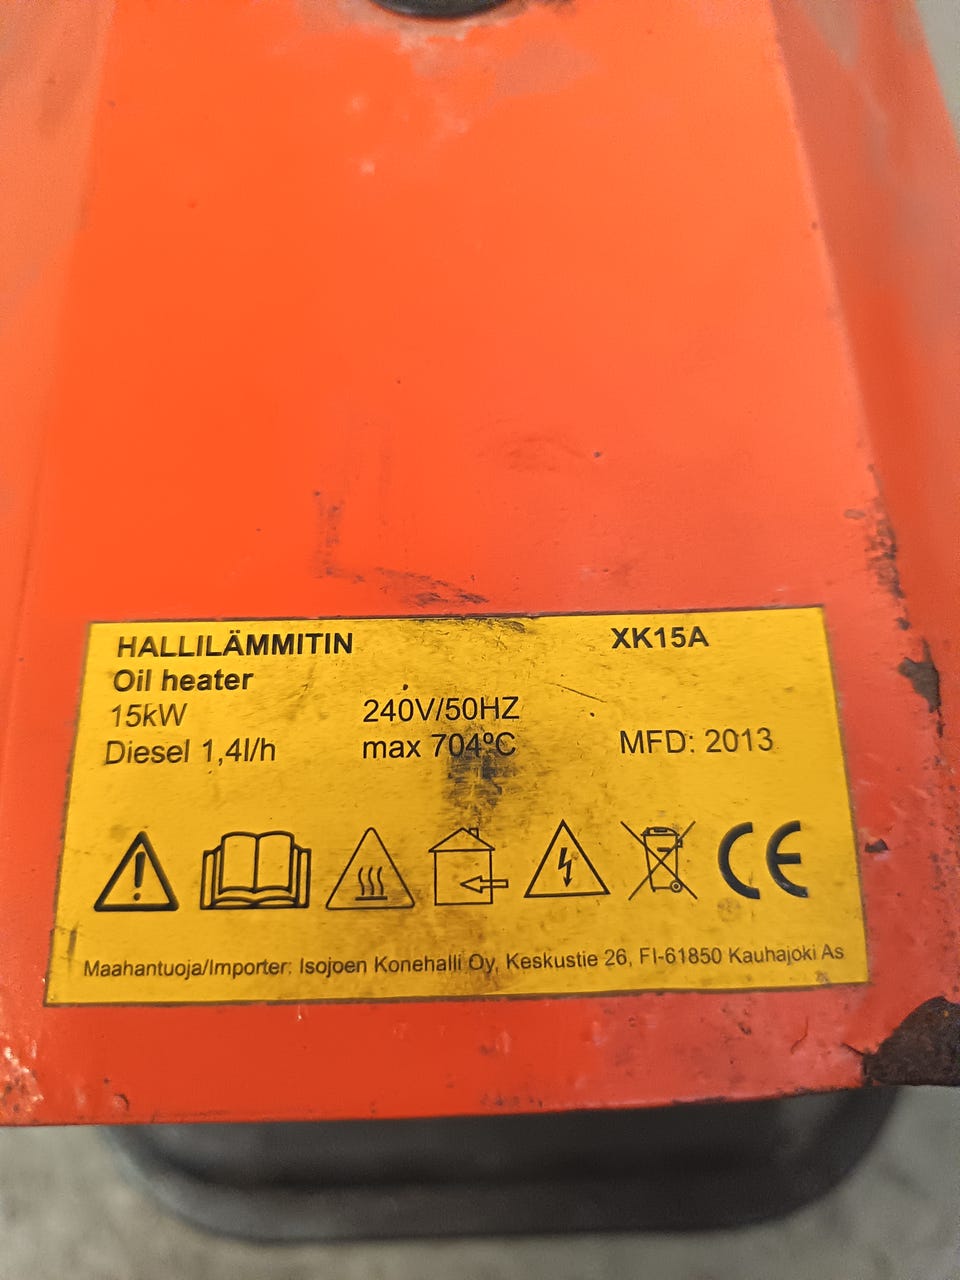 HALLILÄMMITIN XK15A
Oil heater
15kW 240V/50HZ
Diesel 1,4l/h max 704ºC MFD: 2013
CE
Maahantuoja/Importer: Isojoen Konehalli Oy, Keskustie 26, FI-61850 Kauhajoki As